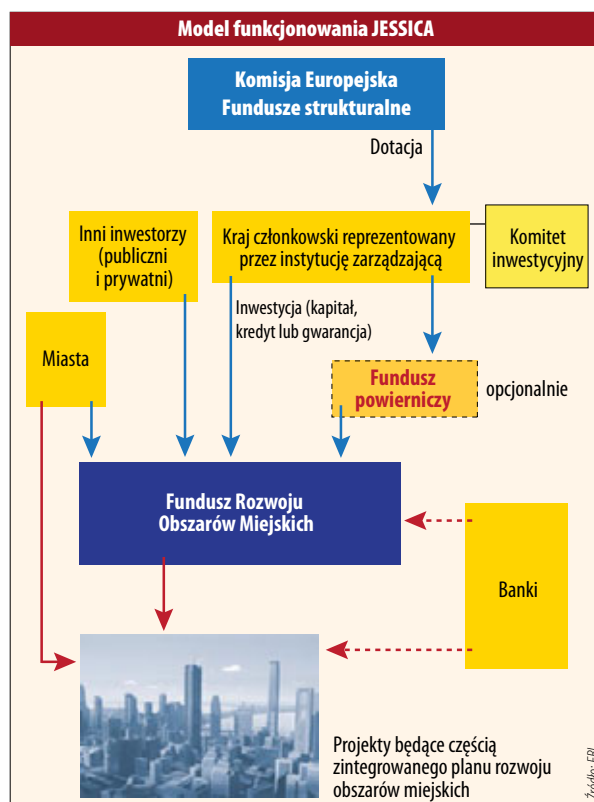 Model funkcjonowania JESSICA
Komisja Europejska
Fundusze strukturalne
Dotacja
Inni inwestorzy
(publiczni
i prywatni)
Kraj członkowski reprezentowany
przez instytucję zarządzającą
Komitet
inwestycyjny
Inwestycja (kapitał,
kredyt lub gwarancja)
Miasta
Fundusz
powierniczy
opcjonalnie
Fundusz Rozwoju
Obszarów Miejskich
Banki
Projekty będące częścią
zintegrowanego planu rozwoju
obszarów miejskich
Źródło: EBI